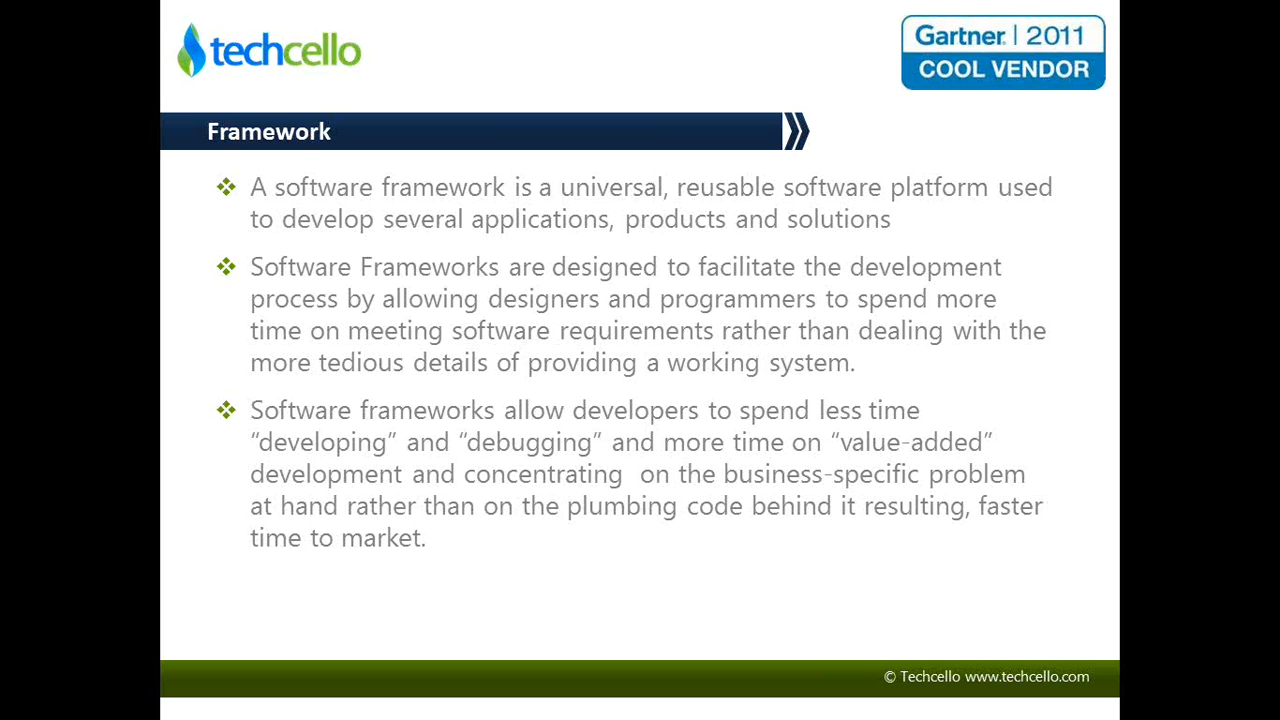 techcello
Gartner | 2011
COOL VENDOR
Framework
A software framework is a universal, reusable software platform used
to develop several applications, products and solutions
Software Frameworks are designed to facilitate the development
process by allowing designers and programmers to spend more
time on meeting software requirements rather than dealing with the
more tedious details of providing a working system.
Software frameworks allow developers to spend less time
“developing” and “debugging” and more time on “value-added”
development and concentrating  on the business-specific problem
at hand rather than on the plumbing code behind it resulting, faster
time to market.
© Techcello www.techcello.com